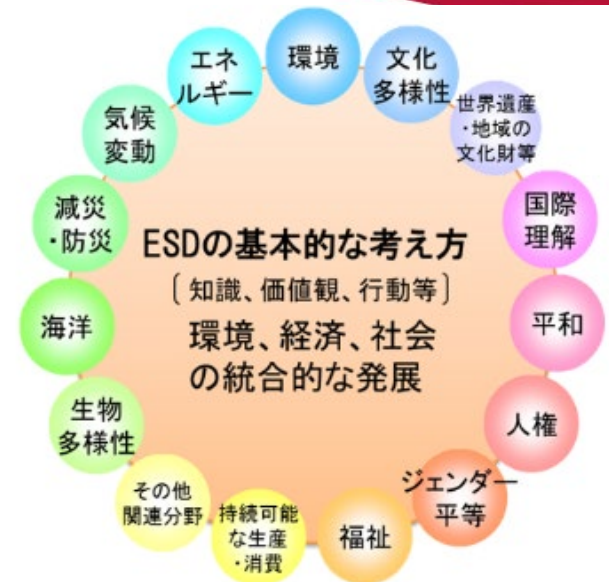 環境
文化
多様性
世界遺産
・地域の
文化財等
国際
理解
平和
人権
ジェンダー
平等
福祉
持続可能
な生産
・消費
その他
関連分野
生物
多様性
海洋
減災
・防災
気候
変動
エネ
ルギー
ESDの基本的な考え方
〔知識、価値観、行動等〕
環境、経済、社会
の統合的な発展